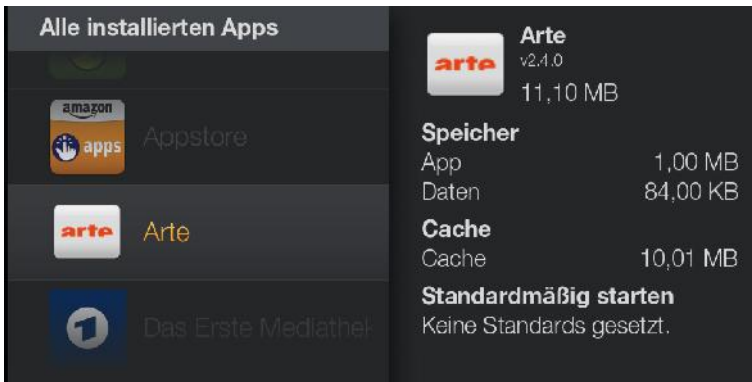 Alle installierten Apps
amazon
apps
Appstore
arte
Arte
Das Erste Mediathek
arte
Arte
v2.4.0
11,10 MB
Speicher
App 1,00 MB
Daten 84,00 KB
Cache
Cache 10,01 MB
Standardmäßig starten
Keine Standards gesetzt.